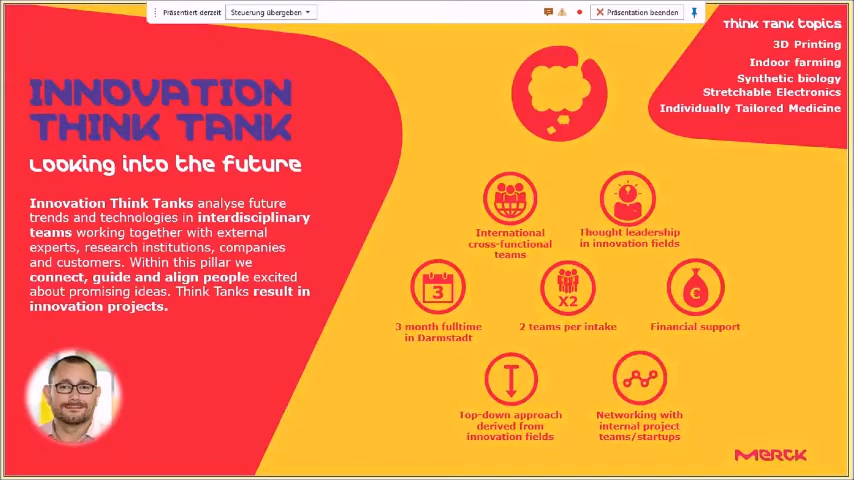 Präsentiert derzeit
Steuerung übergeben
Präsentation beenden
Think Tank topics
3D Printing
Indoor farming
Synthetic biology
Stretchable Electronics
Individually Tailored Medicine
INNOVATION
THINK TANK
Looking into the future
Innovation Think Tanks analyse future
trends and technologies in interdisciplinary
teams working together with external
experts, research institutions, companies
and customers. Within this pillar we
connect, guide and align people excited
about promising ideas. Think Tanks result in
innovation projects.
International
cross-functional
teams
Thought leadership
in innovation fields
3
3 month fulltime
in Darmstadt
X2
2 teams per intake
€
Financial support
Top-down approach
derived from
innovation fields
Networking with
internal project
teams/startups
MERCK